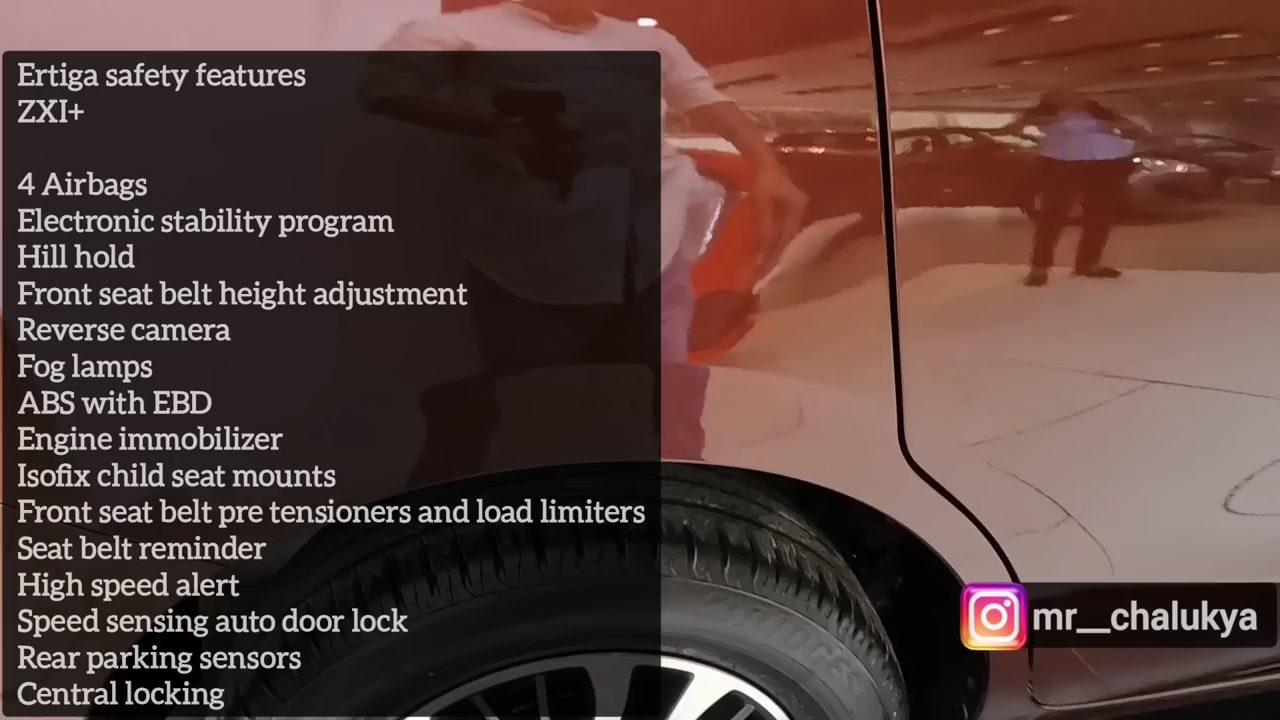 Ertiga safety features
ZXI+
4 Airbags
Electronic stability program
Hill hold
Front seat belt height adjustment
Reverse camera
Fog lamps
ABS with EBD
Engine immobilizer
Isofix child seat mounts
Front seat belt pre tensioners and load limiters
Seat belt reminder
High speed alert
Speed sensing auto door lock
Rear parking sensors
Central locking
mr__chalukya